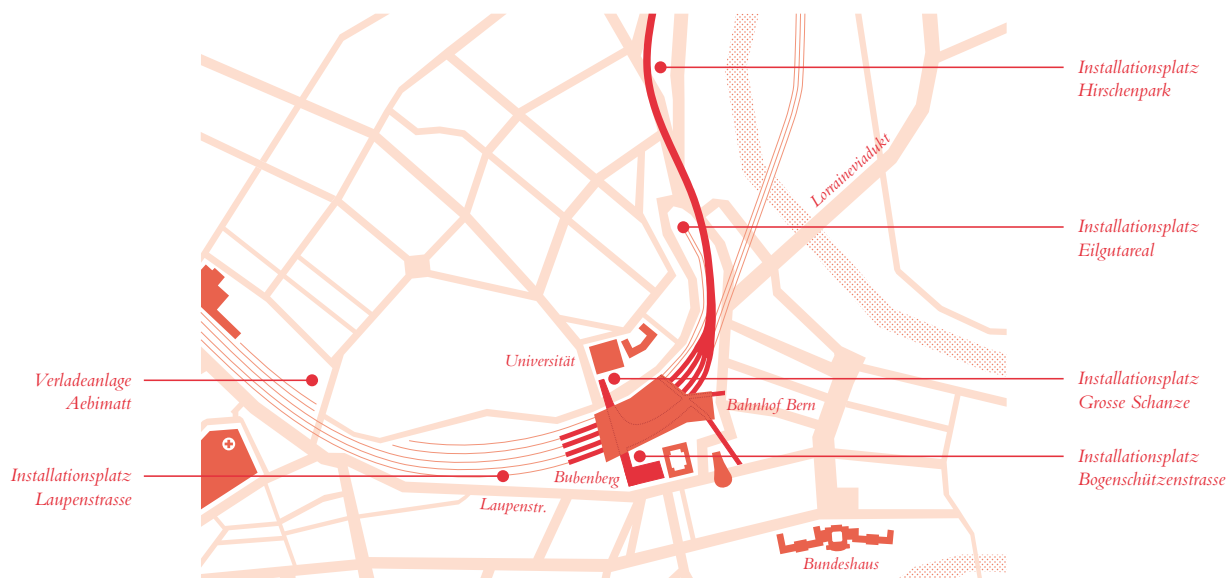 Installationsplatz
Hirschenpark
Lorraineviadukt
Installationsplatz
Eilgutareal
Universität
Verladeanlage
Aebimatt
Installationsplatz
Grosse Schanze
Bahnhof Bern
Installationsplatz
Laupenstrasse
Bubenberg
Laupenstr.
Installationsplatz
Bogenschützenstrasse
Bundeshaus